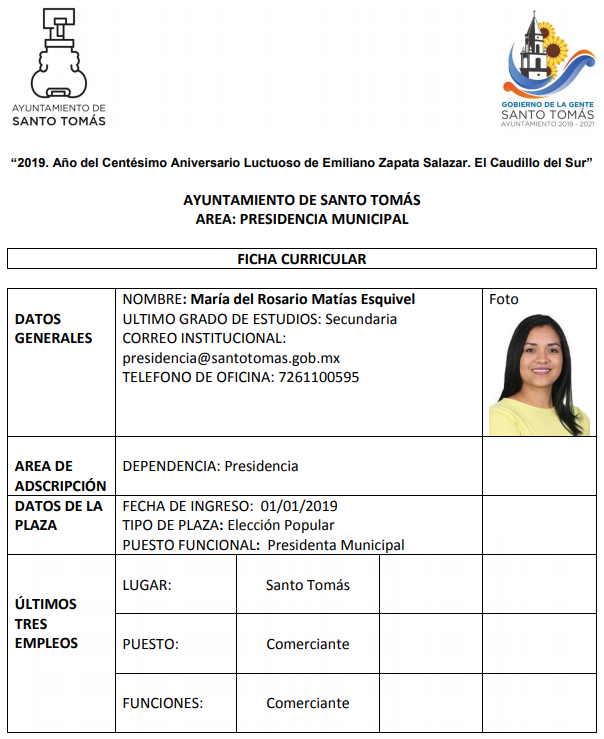 AYUNTAMIENTO DE
SANTO TOMÁS
GOBIERNO DE LA GENTE
SANTO TOMÁS
AYUNTAMIENTO 2019 - 2021
“2019. Año del Centésimo Aniversario Luctuoso de Emiliano Zapata Salazar. El Caudillo del Sur”
AYUNTAMIENTO DE SANTO TOMÁS
AREA: PRESIDENCIA MUNICIPAL
FICHA CURRICULAR
DATOS
GENERALES
NOMBRE: María del Rosario Matías Esquivel
ULTIMO GRADO DE ESTUDIOS: Secundaria
CORREO INSTITUCIONAL:
presidencia@santotomas.gob.mx
TELEFONO DE OFICINA: 7261100595
Foto
AREA DE
ADSCRIPCIÓN
DEPENDENCIA: Presidencia
DATOS DE LA
PLAZA
FECHA DE INGRESO: 01/01/2019
TIPO DE PLAZA: Elección Popular
PUESTO FUNCIONAL: Presidenta Municipal
ÚLTIMOS
TRES
EMPLEOS
LUGAR: Santo Tomás
PUESTO: Comerciante
FUNCIONES: Comerciante